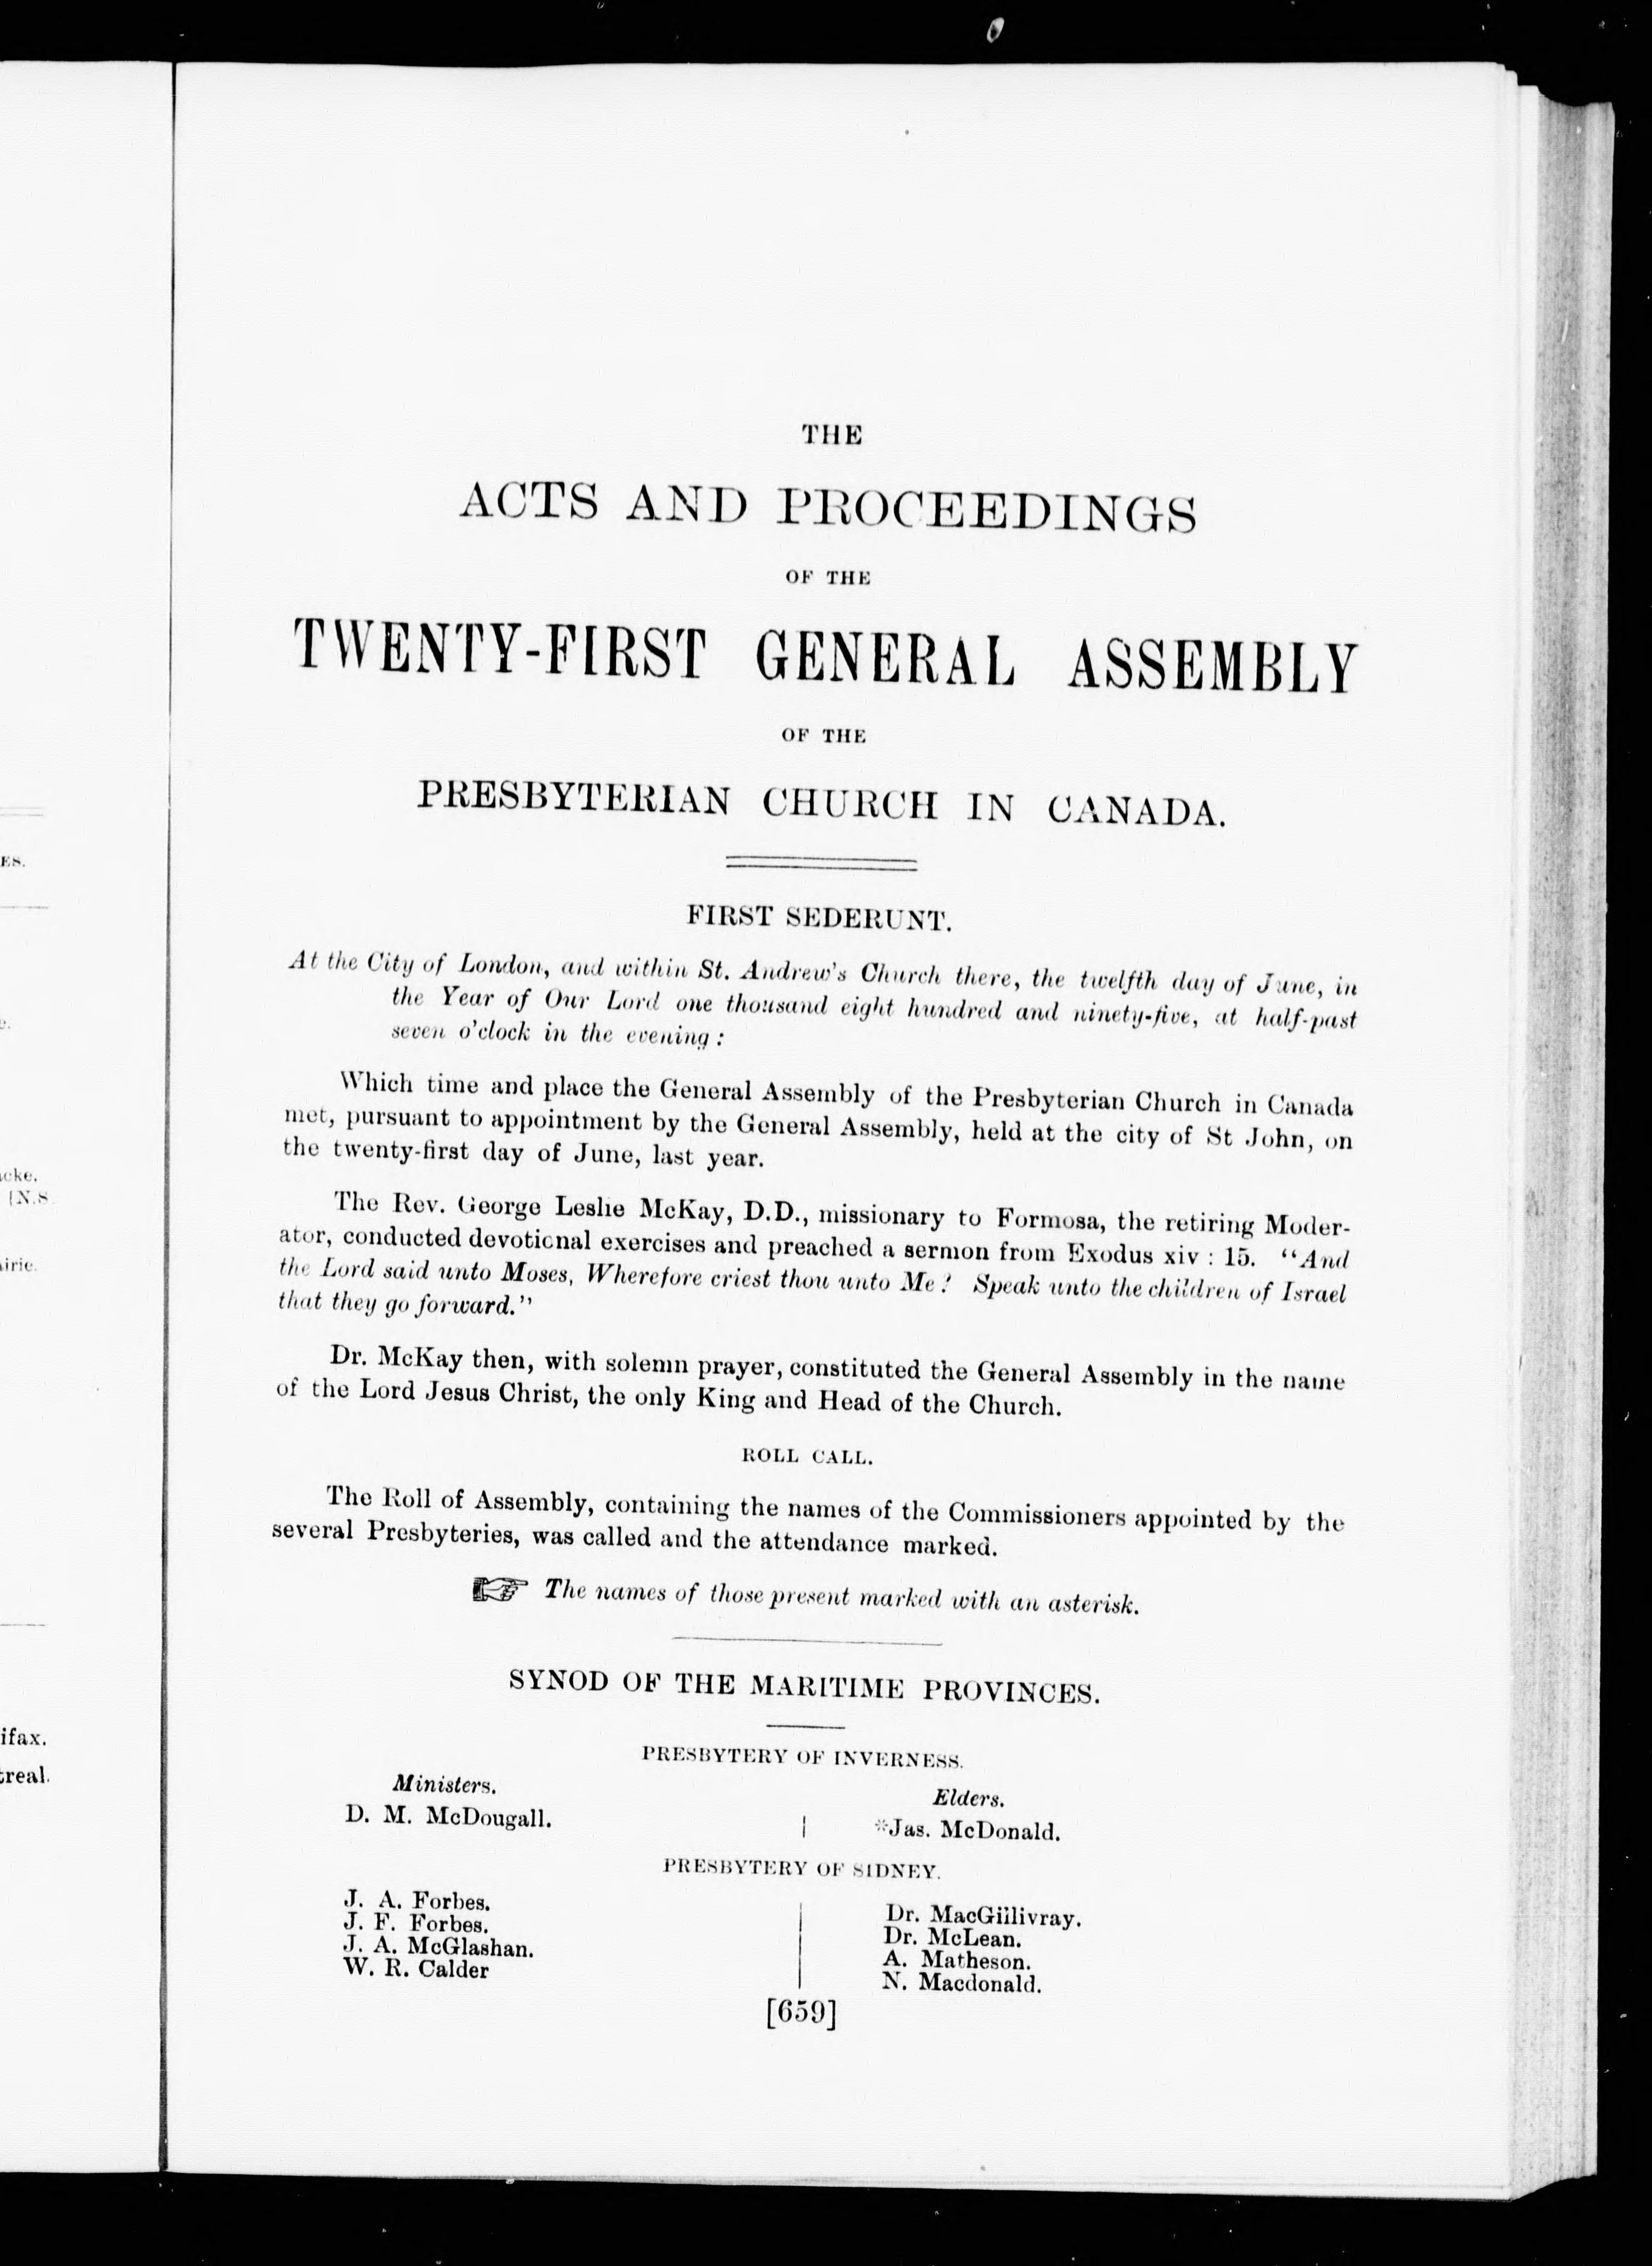 THE
ACTS AND PROCEEDINGS
OF THE
TWENTY-FIRST GENERAL ASSEMBLY
OF THE
PRESBYTERIAN CHURCH IN CANADA.
FIRST SEDERUNT.
At the City of London, and within St. Andrew's Church there, the twelfth day of June, in
the Year of Our Lord one thousand eight hundred and ninety-five, at half-past
seven o'clock in the evening:
Which time and place the General Assembly of the Presbyterian Church in Canada
met, pursuant to appointment by the General Assembly, held at the city of St John, on
the twenty-first day of June, last year.
The Rev. George Leslie McKay, D.D., missionary to Formosa, the retiring Moder-
ator, conducted devotional exercises and preached a sermon from Exodus xiv : 15. "And
the Lord said unto Moses, Wherefore criest thou unto Me? Speak unto the children of Israel
that they go forward."
Dr. McKay then, with solemn prayer, constituted the General Assembly in the name
of the Lord Jesus Christ, the only King and Head of the Church.
ROLL CALL.
The Roll of Assembly, containing the names of the Commissioners appointed by the
several Presbyteries, was called and the attendance marked.
☞ The names of those present marked with an asterisk.
SYNOD OF THE MARITIME PROVINCES.
PRESBYTERY OF INVERNESS.
Ministers.
Elders.
D. M. McDougall.
*Jas. McDonald.
PRESBYTERY OF SIDNEY.
J. A. Forbes.
J. F. Forbes.
J. A. McGlashan.
W. R. Calder
Dr. MacGillivray.
Dr. McLean.
A. Matheson.
N. Macdonald.
[659]